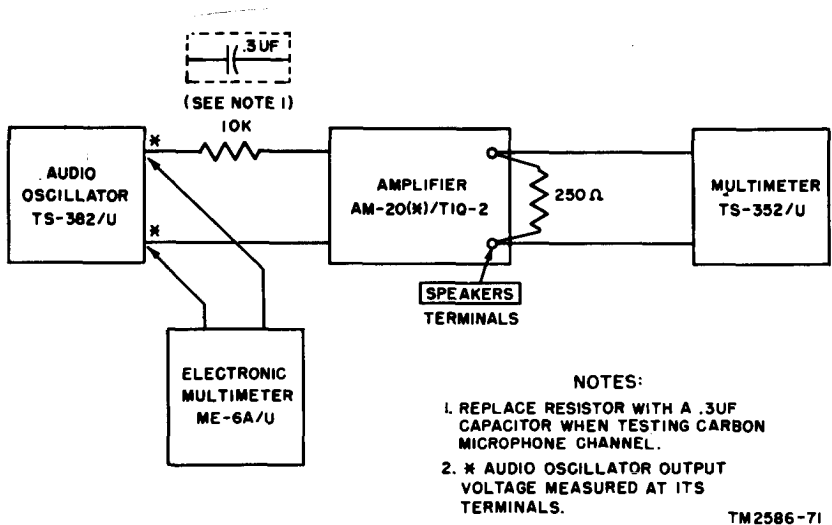 .3UF
(SEE NOTE 1)
10K
*
*
AUDIO
OSCILLATOR
TS-382/U
AMPLIFIER
AM-20(*)/TIQ-2
250Ω
MULTIMETER
TS-352/U
SPEAKERS
TERMINALS
ELECTRONIC
MULTIMETER
ME-6A/U
NOTES:
1. REPLACE RESISTOR WITH A .3UF
CAPACITOR WHEN TESTING CARBON
MICROPHONE CHANNEL.
2. * AUDIO OSCILLATOR OUTPUT
VOLTAGE MEASURED AT ITS
TERMINALS.
TM2586-71